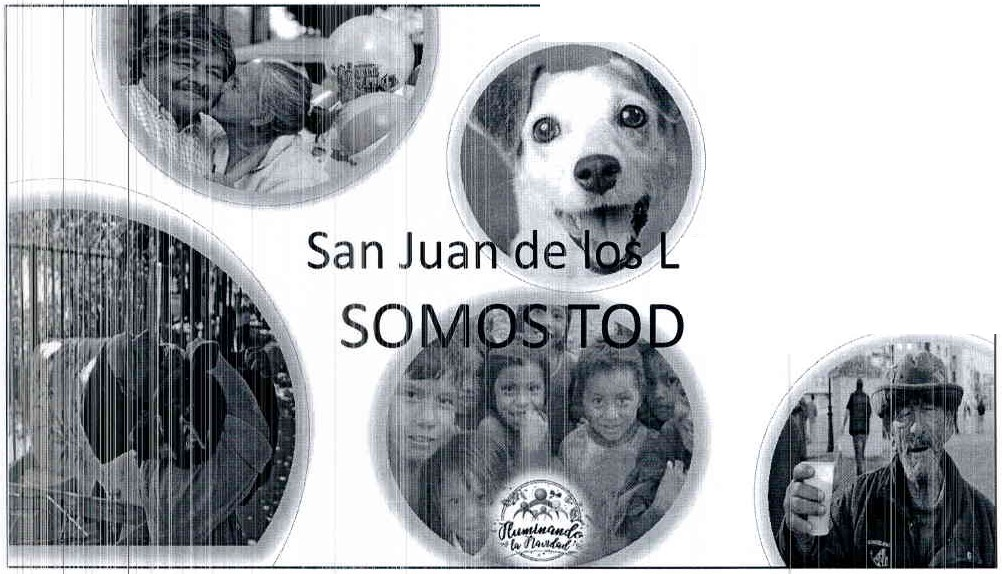 San Juan de los L
SOMOS TOD
Iluminando
la Navidad